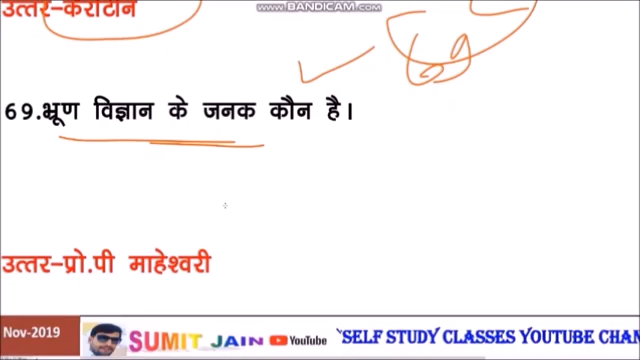 उत्तर-केराटीन
www.BANDICAM.com
69.भ्रूण विज्ञान के जनक कौन है।
उत्तर-प्रो.पी माहेश्वरी
Nov-2019 SUMIT JAIN YouTube "SELF STUDY CLASSES YOUTUBE CHAN